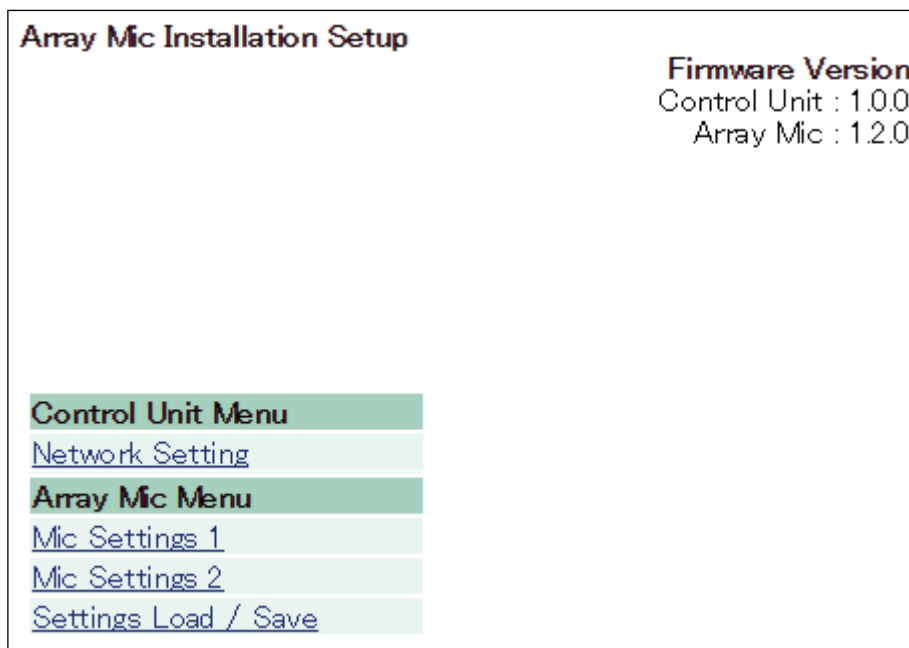 Array Mic Installation Setup
Firmware Version
Control Unit : 1.0.0
Array Mic : 1.2.0
Control Unit Menu
Network Setting
Array Mic Menu
Mic Settings 1
Mic Settings 2
Settings Load / Save